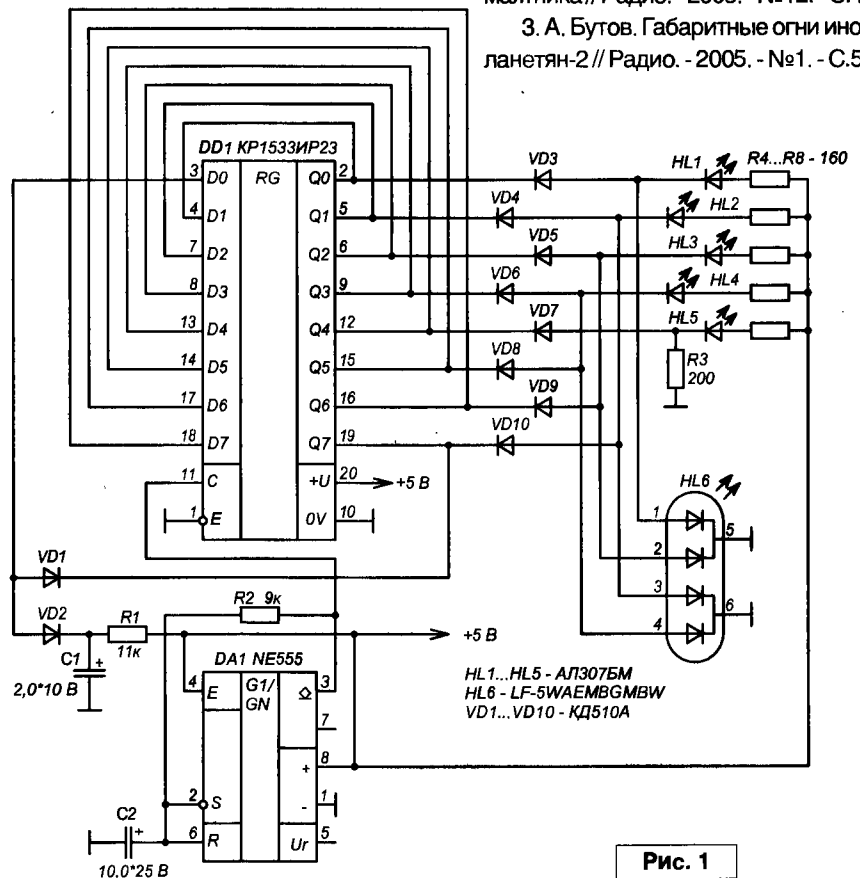 3. А. Бутов. Габаритные огни ино
ланетян-2 // Радио. - 2005. - №1. - С.5
DD1 КР1533ИР23
RG
3 D0
4 D1
7 D2
8 D3
13 D4
14 D5
17 D6
18 D7
11 C
1 E
Q0 2
Q1 5
Q2 6
Q3 9
Q4 12
Q5 15
Q6 16
Q7 19
+U 20
+5 В
0V 10
VD3
VD4
VD5
VD6
VD7
VD8
VD9
VD10
HL1
HL2
HL3
HL4
HL5
R4...R8 - 160
R3
200
HL6
1
2
3
4
5
6
VD1
VD2
R1
11к
R2 9к
+5 В
C1 +
2,0*10 В
DA1 NE555
G1/
GN
4 E
2 S
6 R
3
7
+ 8
- 1
Ur 5
C2
+
10,0*25 В
HL1...HL5 - АЛ307БМ
HL6 - LF-5WAEMBGMBW
VD1...VD10 - КД510А
Рис. 1